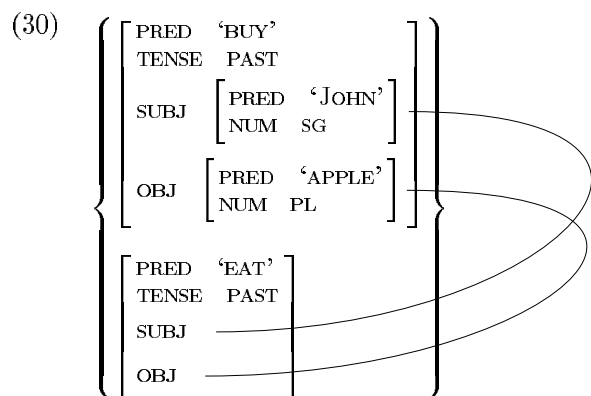 (30)
PRED ‘BUY’
TENSE PAST
SUBJ PRED ‘JOHN’
NUM SG
OBJ PRED ‘APPLE’
NUM PL
PRED ‘EAT’
TENSE PAST
SUBJ
OBJ